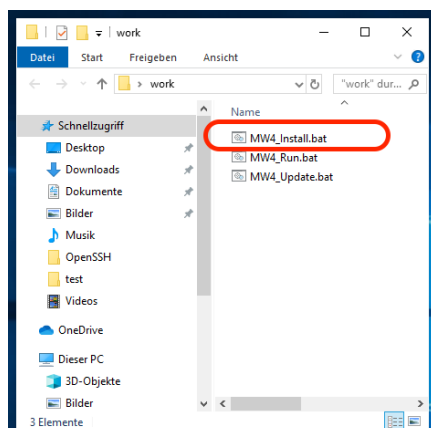 work
Datei Start Freigeben Ansicht
work "work" dur...
Name
Schnellzugriff
Desktop
Downloads
Dokumente
Bilder
Musik
OpenSSH
test
Videos
OneDrive
Dieser PC
3D-Objekte
Bilder
MW4_Install.bat
MW4_Run.bat
MW4_Update.bat
3 Elemente